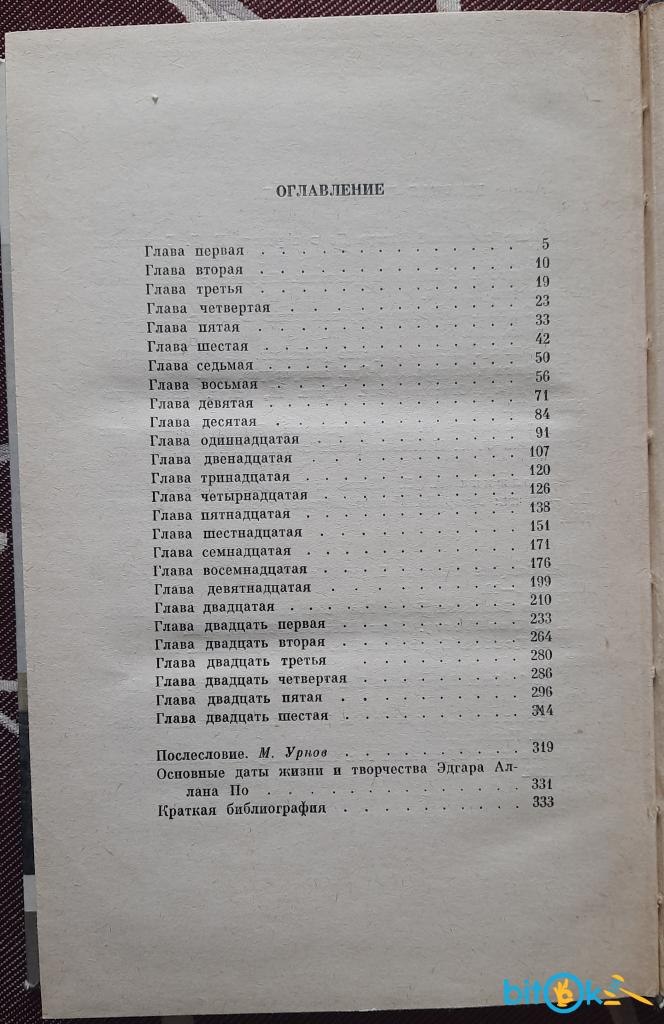 ОГЛАВЛЕНИЕ
Глава первая . . . . . . . . . . . . . . 5
Глава вторая . . . . . . . . . . . . . . 10
Глава третья . . . . . . . . . . . . . . 19
Глава четвертая . . . . . . . . . . . . 23
Глава пятая . . . . . . . . . . . . . . 33
Глава шестая . . . . . . . . . . . . . 42
Глава седьмая . . . . . . . . . . . . . 50
Глава восьмая . . . . . . . . . . . . . 56
Глава девятая . . . . . . . . . . . . . 71
Глава десятая . . . . . . . . . . . . . 84
Глава одиннадцатая . . . . . . . . . . 91
Глава двенадцатая . . . . . . . . . . 107
Глава тринадцатая . . . . . . . . . . 120
Глава четырнадцатая . . . . . . . . . 126
Глава пятнадцатая . . . . . . . . . . 138
Глава шестнадцатая . . . . . . . . . . 151
Глава семнадцатая . . . . . . . . . . 171
Глава восемнадцатая . . . . . . . . . 176
Глава девятнадцатая . . . . . . . . . 199
Глава двадцатая . . . . . . . . . . . 210
Глава двадцать первая . . . . . . . . 233
Глава двадцать вторая . . . . . . . . 264
Глава двадцать третья . . . . . . . . 280
Глава двадцать четвертая . . . . . . . 286
Глава двадцать пятая . . . . . . . . . 296
Глава двадцать шестая . . . . . . . . 314
Послесловие. М. Урнов . . . . . . . . 319
Основные даты жизни и творчества Эдгара Ал-
лана По . . . . . . . . . . . . 331
Краткая библиография . . . . . . . . 333
bitOk